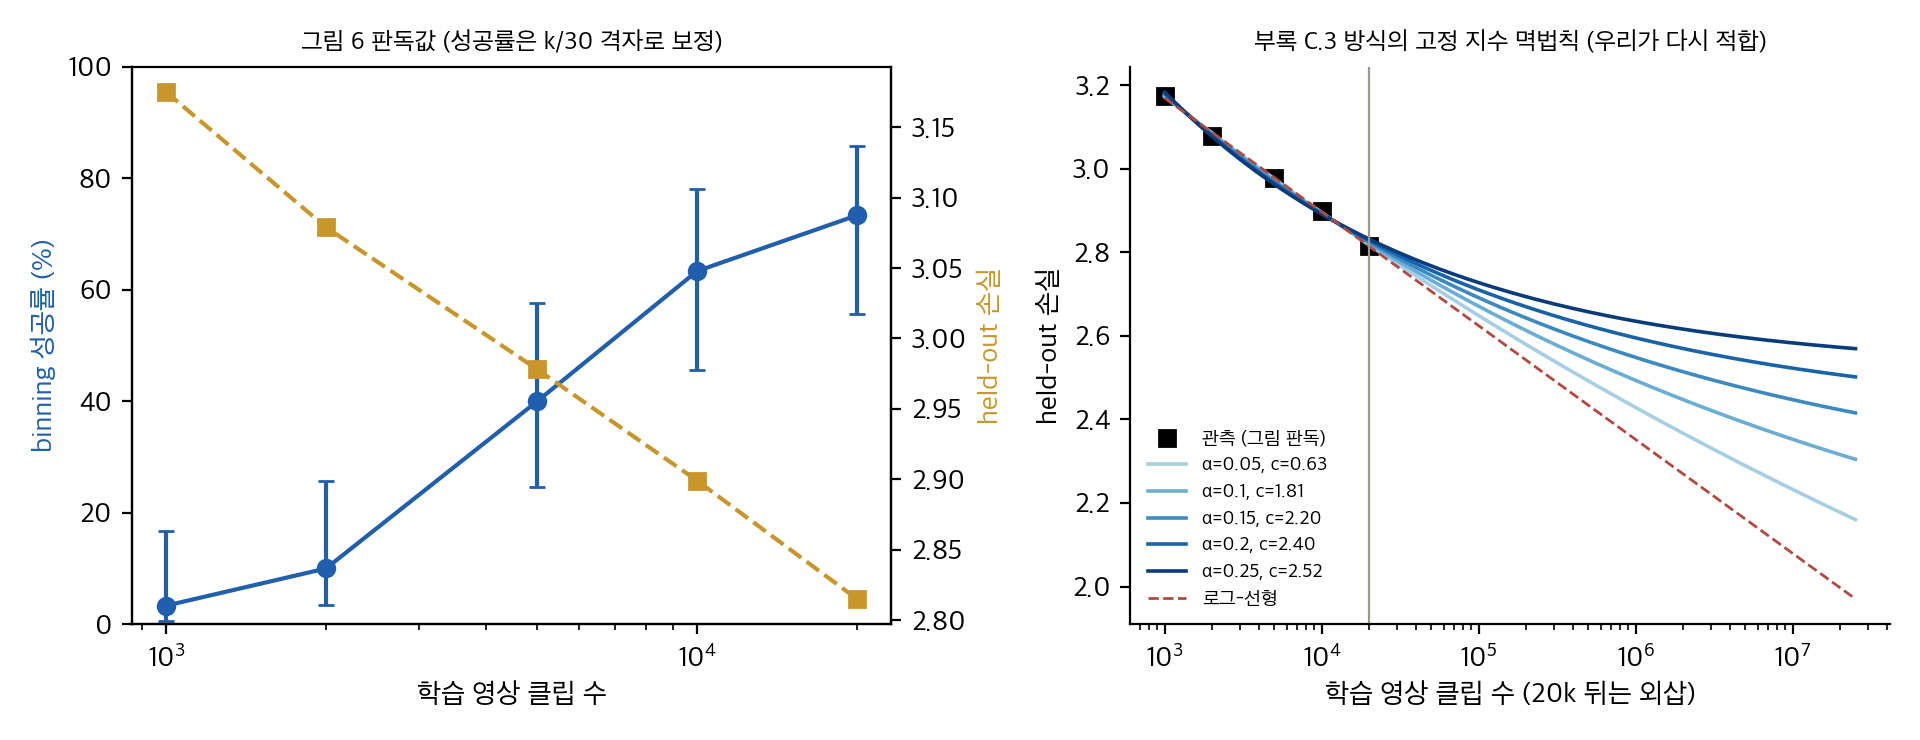 그림 6 판독값 (성공률은 k/30 격자로 보정)
100
80
60
40
20
0
binning 성공률 (%)
3.15
3.10
3.05
3.00
2.95
2.90
2.85
2.80
held-out 손실
10³
10⁴
학습 영상 클립 수
부록 C.3 방식의 고정 지수 멱법칙 (우리가 다시 적합)
3.2
3.0
2.8
2.6
2.4
2.2
2.0
held-out 손실
관측 (그림 판독)
α=0.05, c=0.63
α=0.1, c=1.81
α=0.15, c=2.20
α=0.2, c=2.40
α=0.25, c=2.52
로그-선형
10³
10⁴
10⁵
10⁶
10⁷
학습 영상 클립 수 (20k 뒤는 외삽)